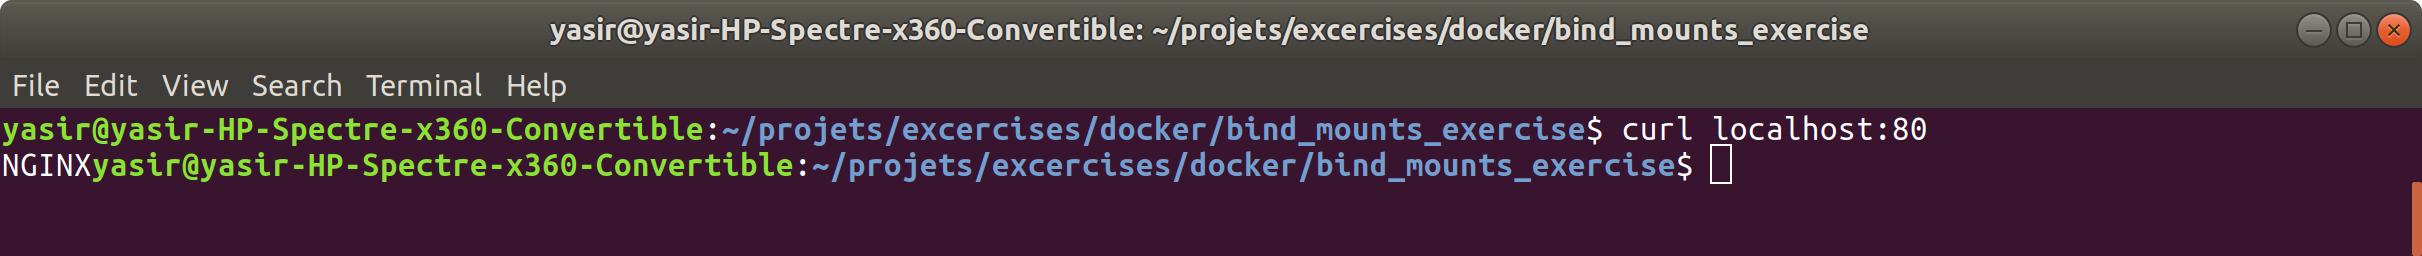 yasir@yasir-HP-Spectre-x360-Convertible: ~/projets/excercises/docker/bind_mounts_exercise
File Edit View Search Terminal Help
yasir@yasir-HP-Spectre-x360-Convertible:~/projets/excercises/docker/bind_mounts_exercise$ curl localhost:80
NGINXyasir@yasir-HP-Spectre-x360-Convertible:~/projets/excercises/docker/bind_mounts_exercise$